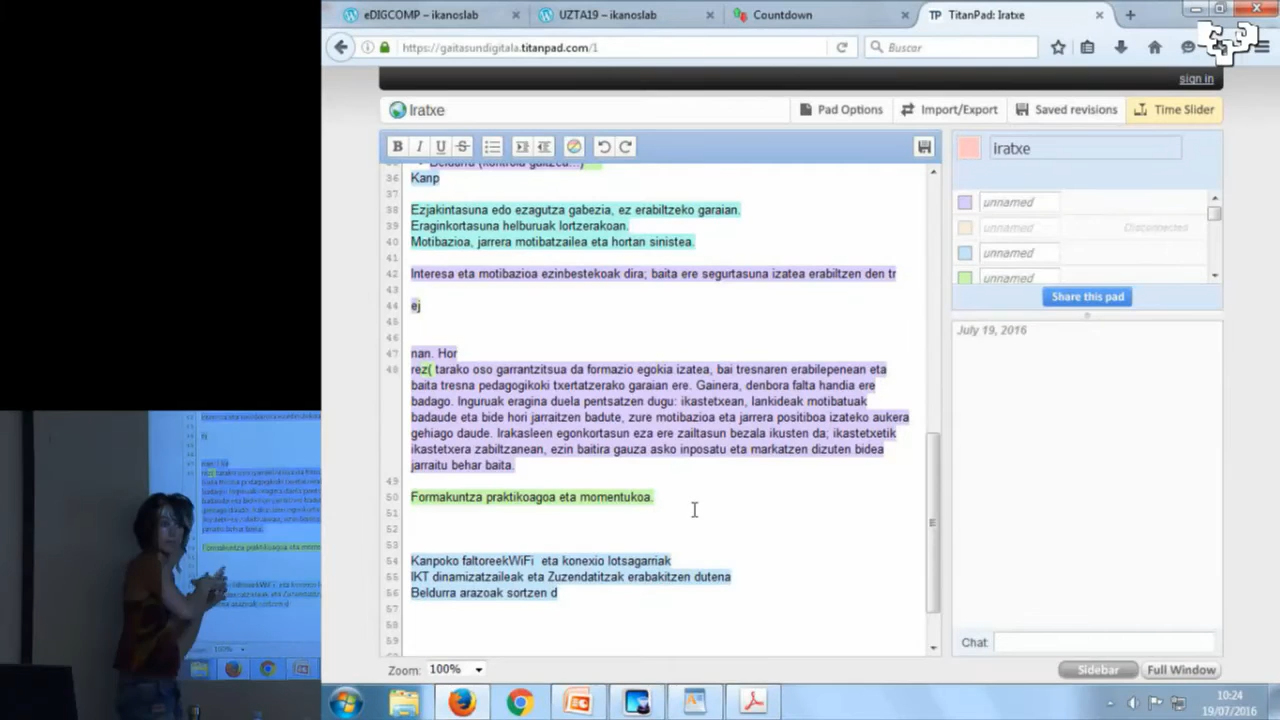 eDIGCOMP – ikanoslab
UZTA19 – ikanoslab
Countdown
TP TitanPad: Iratxe
https://gaitasundigitala.titanpad.com/1
Buscar
sign in
Iratxe
Pad Options
Import/Export
Saved revisions
Time Slider
B I U S
iratxe
36 Kanp
37
38 Ezjakintasuna edo ezagutza gabezia, ez erabiltzeko garaian.
39 Eraginkortasuna helburuak lortzerakoan.
40 Motibazioa, jarrera motibatzailea eta hortan sinistea.
41
42 Interesa eta motibazioa ezinbestekoak dira; baita ere segurtasuna izatea erabiltzen den tr
43
44 ej
45
46
47 nan. Hor
48 rez( tarako oso garrantzitsua da formazio egokia izatea, bai tresnaren erabilepenean eta
baita tresna pedagogikoki txertatzerako garaian ere. Gainera, denbora falta handia ere
badago. Inguruak eragina duela pentsatzen dugu: ikastetxean, lankideak motibatuak
badaude eta bide hori jarraitzen badute, zure motibazioa eta jarrera positiboa izateko aukera
gehiago daude. Irakasleen egonkortasun eza ere zailtasun bezala ikusten da; ikastetxetik
ikastetxera zabiltzanean, ezin baitira gauza asko inposatu eta markatzen dizuten bidea
jarraitu behar baita.
49
50 Formakuntza praktikoagoa eta momentukoa.
51
52
53
54 Kanpoko faltoreekWiFi eta konexio lotsagarriak
55 IKT dinamizatzaileak eta Zuzendatitzak erabakitzen dutena
56 Beldurra arazoak sortzen d
57
58
59
unnamed
unnamed
Disconnected
unnamed
unnamed
Share this pad
July 19, 2016
Chat:
Zoom: 100%
Sidebar
Full Window
10:24
19/07/2016